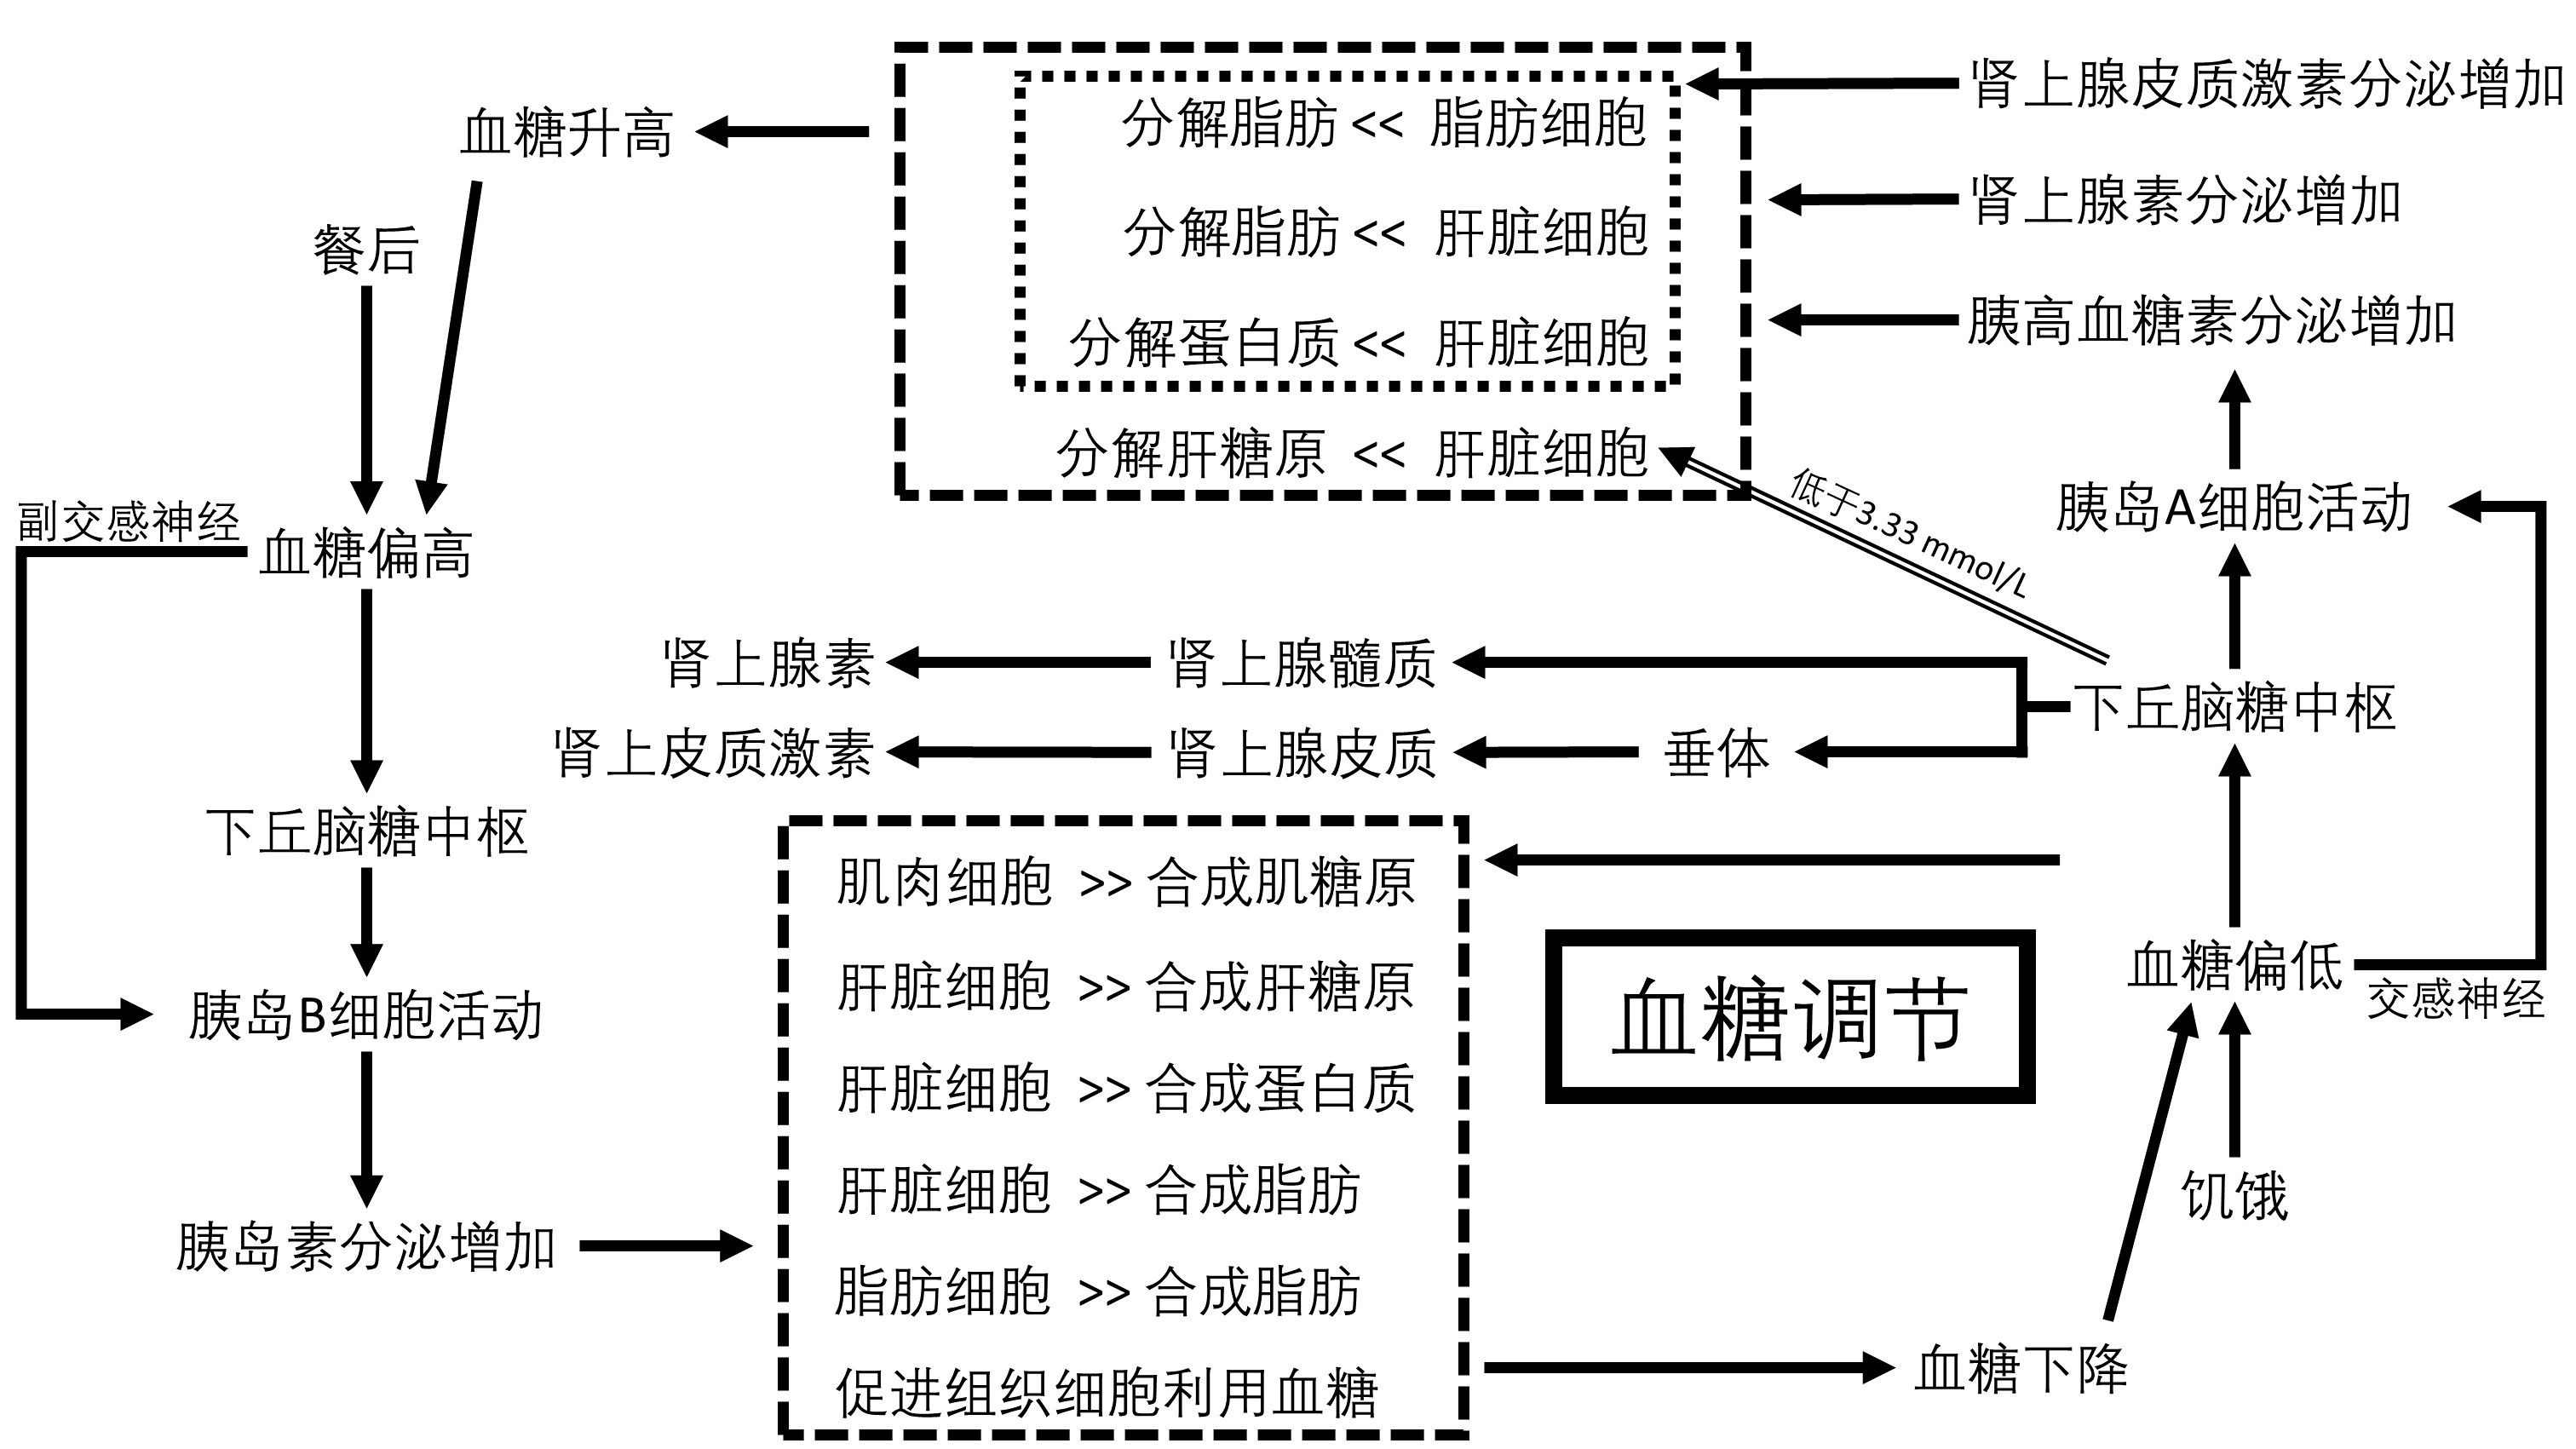 肾上腺皮质激素分泌增加
分解脂肪 << 脂肪细胞
血糖升高
肾上腺素分泌增加
分解脂肪 << 肝脏细胞
餐后
胰高血糖素分泌增加
分解蛋白质 << 肝脏细胞
分解肝糖原 << 肝脏细胞
低于3.33 mmol/L
胰岛A细胞活动
副交感神经
血糖偏高
肾上腺素
肾上腺髓质
下丘脑糖中枢
肾上皮质激素
肾上腺皮质
垂体
下丘脑糖中枢
肌肉细胞 >> 合成肌糖原
血糖偏低
肝脏细胞 >> 合成肝糖原
交感神经
胰岛B细胞活动
血糖调节
肝脏细胞 >> 合成蛋白质
肝脏细胞 >> 合成脂肪
饥饿
胰岛素分泌增加
脂肪细胞 >> 合成脂肪
血糖下降
促进组织细胞利用血糖